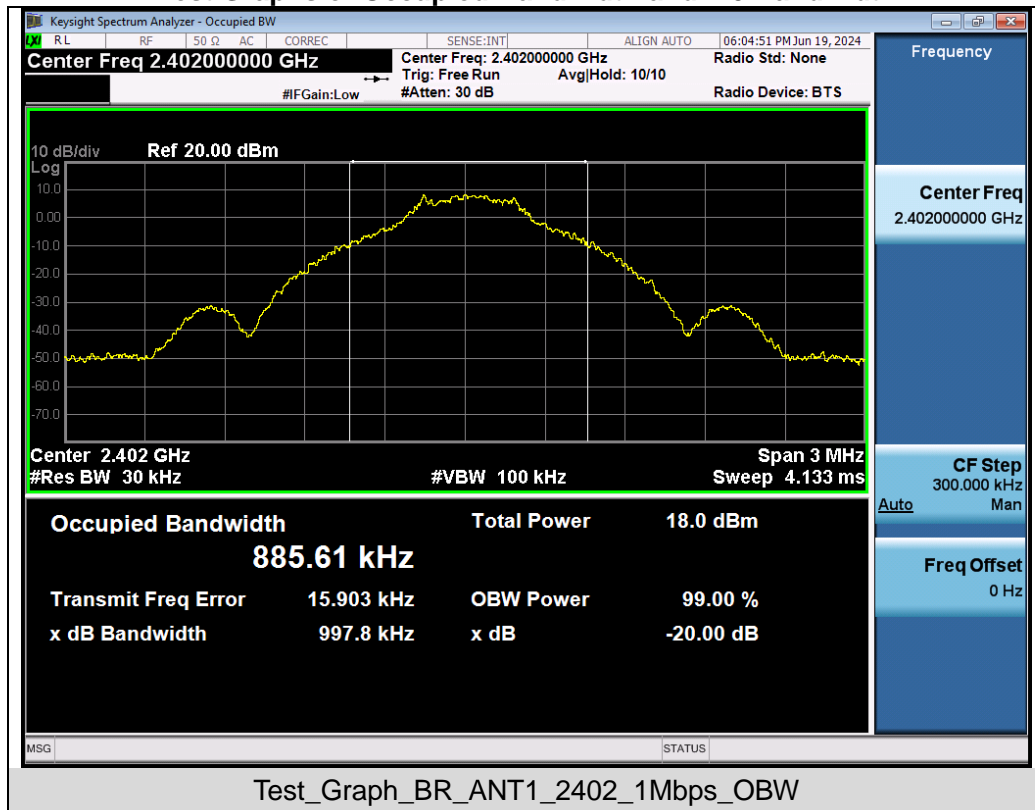 Keysight Spectrum Analyzer - Occupied BW
LXI RL RF 50 Ω AC CORREC SENSE:INT ALIGN AUTO 06:04:51 PM Jun 19, 2024
Center Freq 2.402000000 GHz
Center Freq: 2.402000000 GHz
Radio Std: None
Trig: Free Run Avg|Hold: 10/10
#IFGain:Low
#Atten: 30 dB
Radio Device: BTS
10 dB/div Ref 20.00 dBm
Log
10.0
0.00
-10.0
-20.0
-30.0
-40.0
-50.0
-60.0
-70.0
Center 2.402 GHz
Span 3 MHz
#Res BW 30 kHz
#VBW 100 kHz
Sweep 4.133 ms
Occupied Bandwidth
Total Power 18.0 dBm
885.61 kHz
Transmit Freq Error 15.903 kHz
OBW Power 99.00 %
x dB Bandwidth 997.8 kHz
x dB -20.00 dB
Frequency
Center Freq
2.402000000 GHz
CF Step
300.000 kHz
Auto Man
Freq Offset
0 Hz
MSG
STATUS
Test_Graph_BR_ANT1_2402_1Mbps_OBW